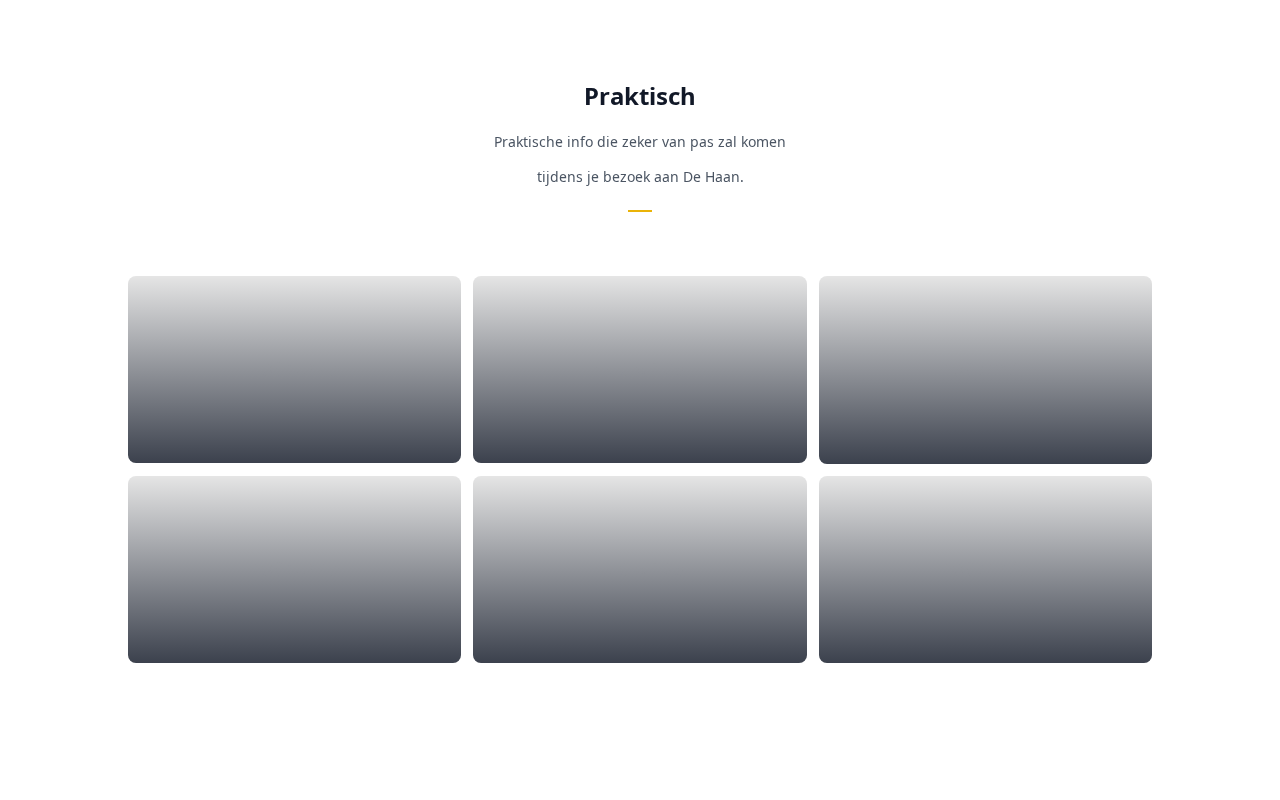 Praktisch
Praktische info die zeker van pas zal komen
tijdens je bezoek aan De Haan.